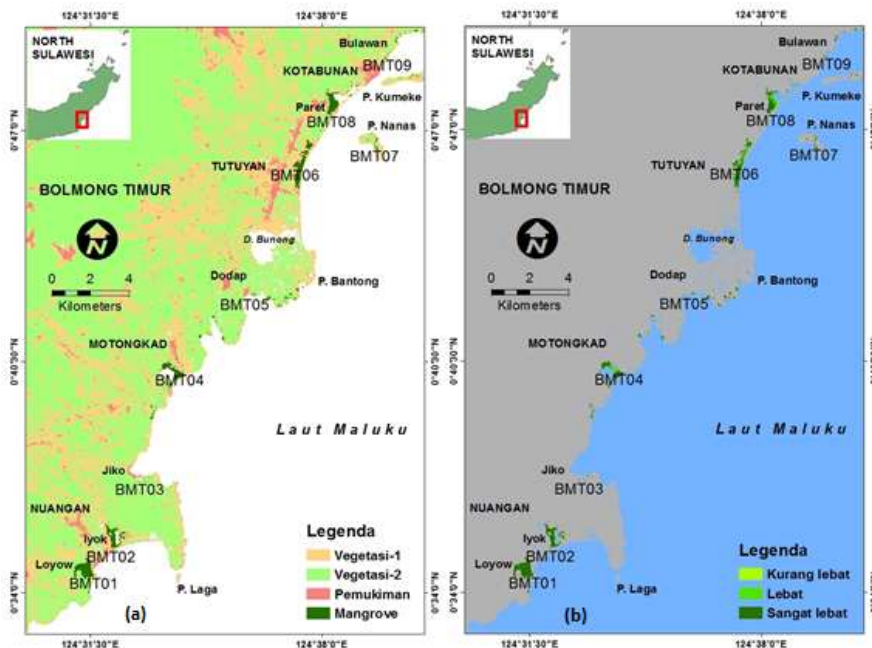 124°31'30"0"E
124°38'0"E
NORTH
SULAWESI
Bulawan
BMT09
KOTABUNAN
P. Kumeke
Paret
BMT08
P. Nanas
BMT07
TUTUYAN
BMT06
BOLMONG TIMUR
N
D. Bunong
0 2 4
Kilometers
Dodap
P. Bantong
BMT05
MOTONGKAD
BMT04
Laut Maluku
Jiko
BMT03
NUANGAN
Iyok
BMT02
Loyow
BMT01
P. Laga
Legenda
Vegetasi-1
Vegetasi-2
Pemukiman
Mangrove
(a)
124°31'30"E
124°38'0"E
124°31'30"E
124°38'0"E
NORTH
SULAWESI
Bulawan
BMT09
KOTABUNAN
P. Kumeke
Paret
BMT08
P. Nanas
BMT07
TUTUYAN
BMT06
BOLMONG TIMUR
N
D. Bunong
0 2 4
Kilometers
Dodap
P. Bantong
BMT05
MOTONGKAD
BMT04
Laut Maluku
Jiko
BMT03
NUANGAN
Iyok
BMT02
Loyow
BMT01
P. Laga
Legenda
Kurang lebat
Lebat
Sangat lebat
(b)
124°31'30"E
124°38'0"E